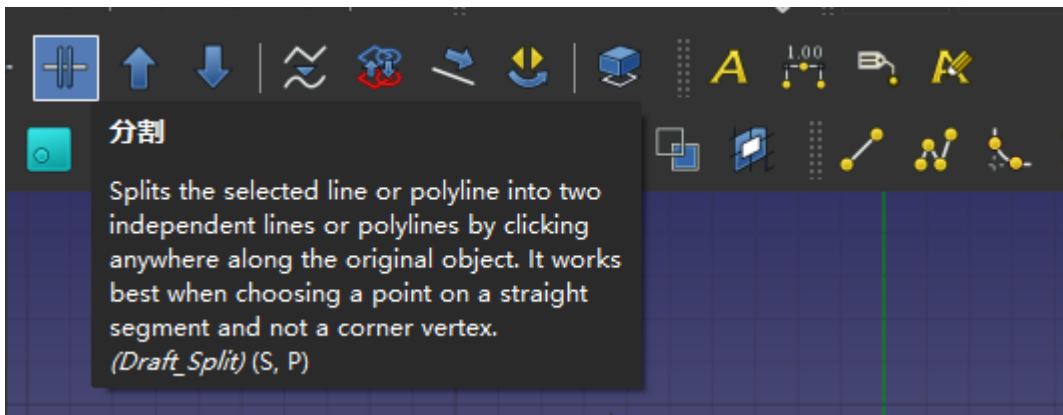 1.00
A
分割
Splits the selected line or polyline into two
independent lines or polylines by clicking
anywhere along the original object. It works
best when choosing a point on a straight
segment and not a corner vertex.
(Draft_Split) (S, P)